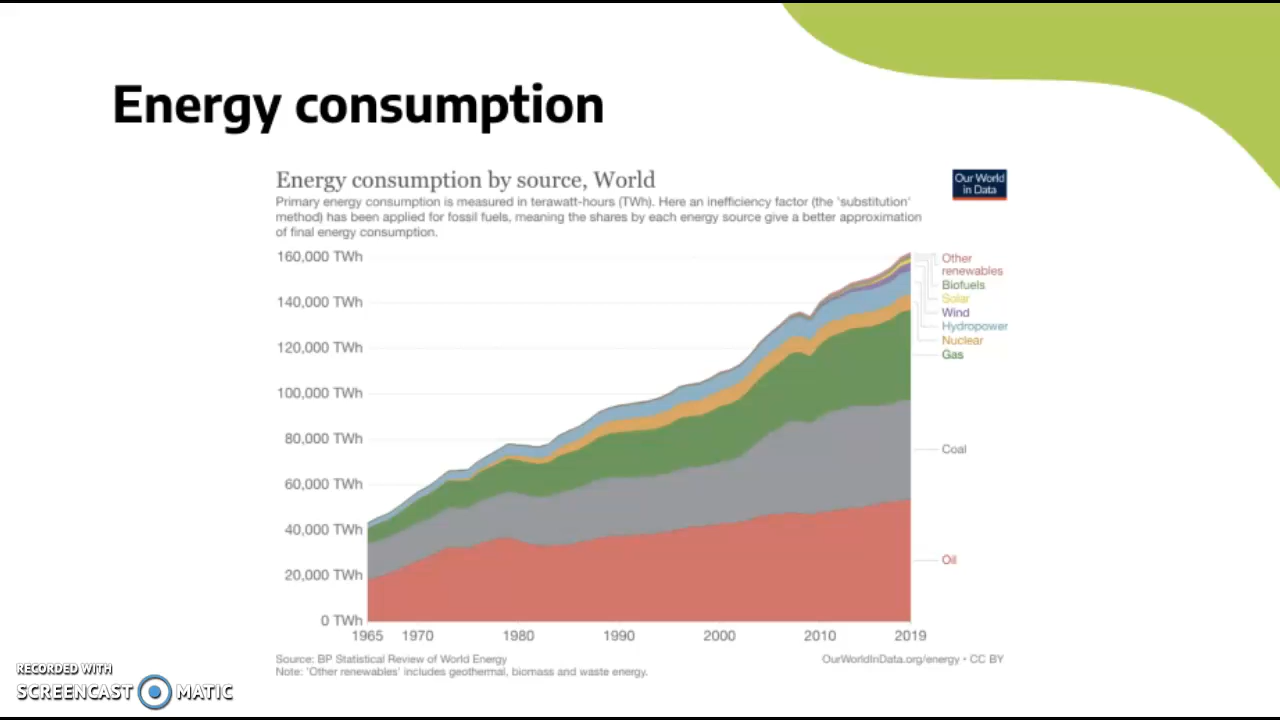 Energy consumption
Energy consumption by source, World
Our World
in Data
Primary energy consumption is measured in terawatt-hours (TWh). Here an inefficiency factor (the 'substitution'
method) has been applied for fossil fuels, meaning the shares by each energy source give a better approximation
of final energy consumption.
160,000 TWh
140,000 TWh
120,000 TWh
100,000 TWh
80,000 TWh
60,000 TWh
40,000 TWh
20,000 TWh
0 TWh
Other
renewables
Biofuels
Solar
Wind
Hydropower
Nuclear
Gas
Coal
Oil
1965 1970 1980 1990 2000 2010 2019
Source: BP Statistical Review of World Energy
OurWorldInData.org/energy • CC BY
Note: 'Other renewables' includes geothermal, biomass and waste energy.
RECORDED WITH
SCREENCAST MATIC